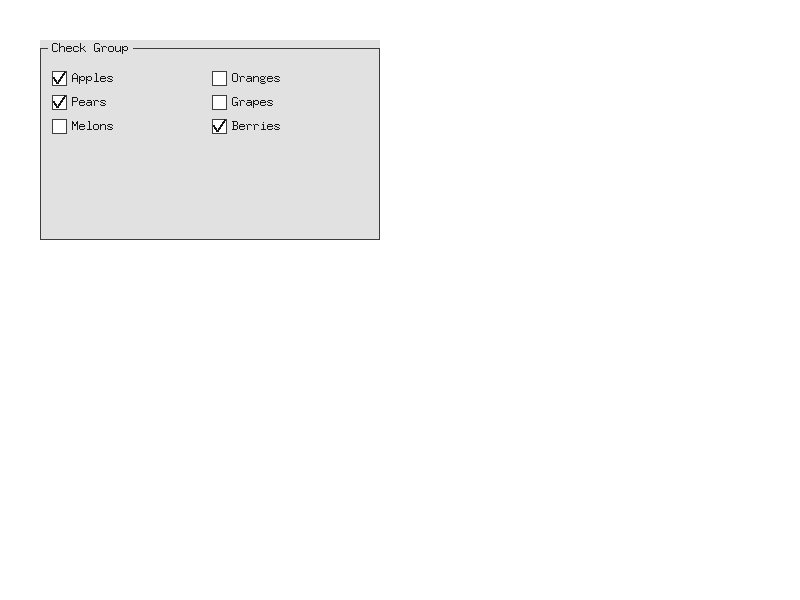 Check Group
Apples
Oranges
Pears
Grapes
Melons
Berries